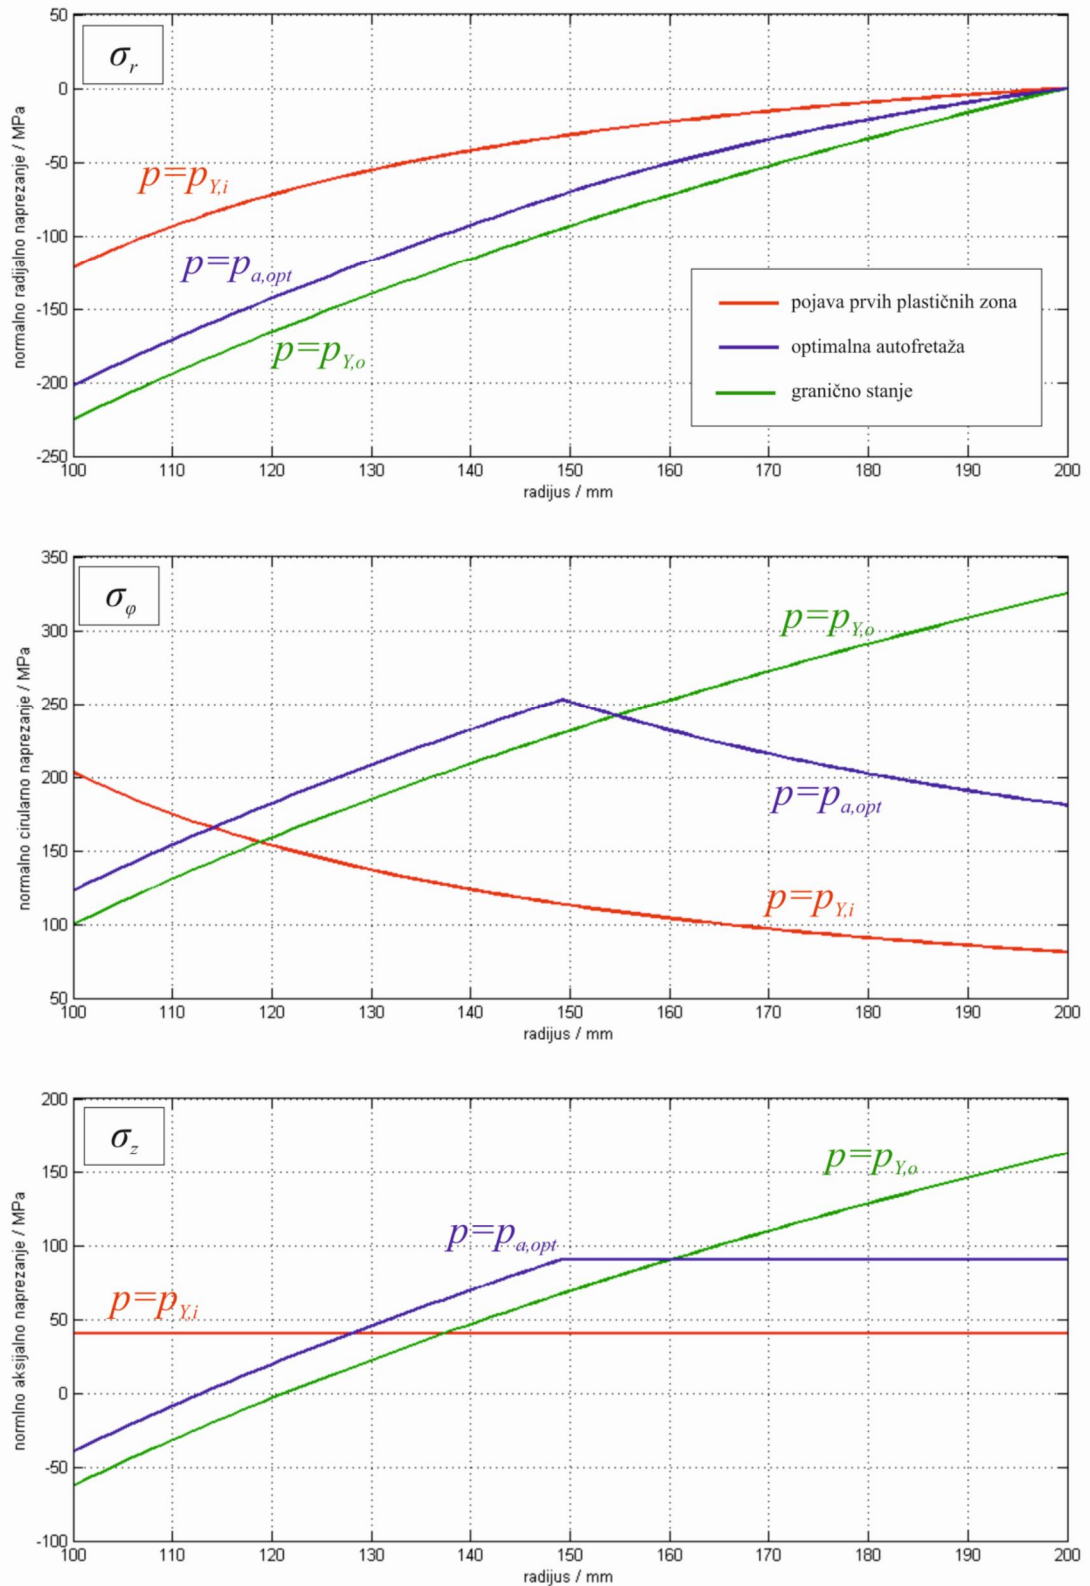 σr
normalno radijalno naprezanje / MPa
50
0
-50
-100
-150
-200
-250
p=pY,i
p=pa,opt
p=pY,o
pojava prvih plastičnih zona
optimalna autofretaža
granično stanje
100 110 120 130 140 150 160 170 180 190 200
radijus / mm
σφ
normalno cirularno naprezanje / MPa
350
300
250
200
150
100
50
p=pY,o
p=pa,opt
p=pY,i
100 110 120 130 140 150 160 170 180 190 200
radijus / mm
σz
normlno aksijalno naprezanje / MPa
200
150
100
50
0
-50
-100
p=pY,o
p=pa,opt
p=pY,i
100 110 120 130 140 150 160 170 180 190 200
radijus / mm